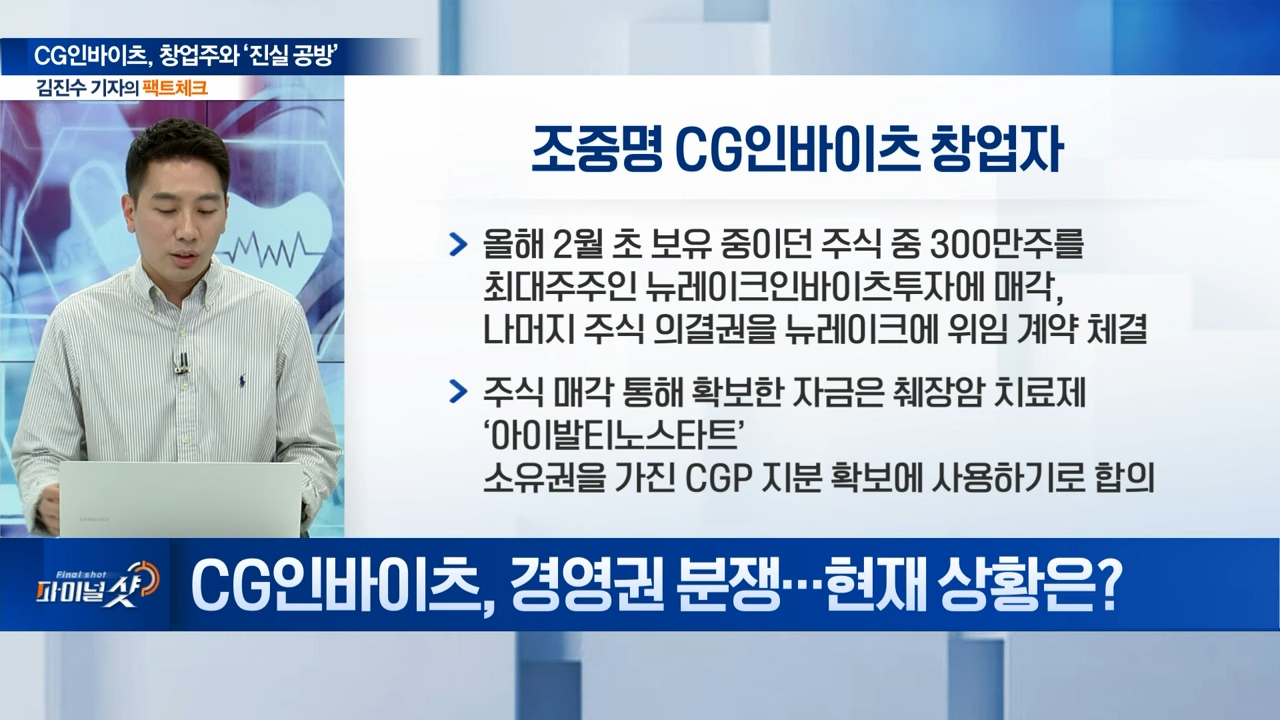 CG인바이츠, 창업주와 ‘진실 공방’
김진수 기자의 팩트체크
조중명 CG인바이츠 창업자
올해 2월 초 보유 중이던 주식 중 300만주를
최대주주인 뉴레이크인바이츠투자에 매각,
나머지 주식 의결권을 뉴레이크에 위임 계약 체결
주식 매각 통해 확보한 자금은 췌장암 치료제
‘아이발티노스타트’
소유권을 가진 CGP 지분 확보에 사용하기로 합의
SAMSUNG
Final shot
파이널샷
CG인바이츠, 경영권 분쟁…현재 상황은?